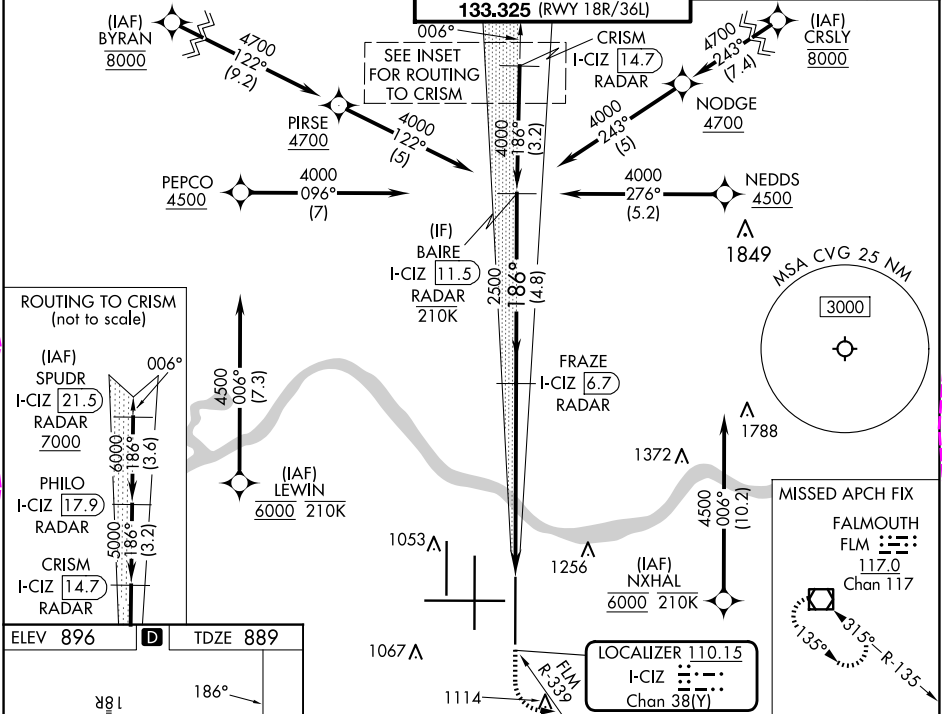 133.325 (RWY 18R/36L)
(IAF)
BYRAN
8000
4700
122°
(9.2)
PIRSE
4700
4000
122°
(5)
SEE INSET
FOR ROUTING
TO CRISM
006°
CRISM
I-CIZ 14.7
RADAR
(IAF)
CRSLY
8000
4700
243°
(7.4)
NODGE
4700
4000
243°
(5)
4000
186°
(3.2)
PEPCO
4500
4000
096°
(7)
4000
276°
(5.2)
NEDDS
4500
1849
(IF)
BAIRE
I-CIZ 11.5
RADAR
210K
2500
186°
(4.8)
MSA CVG 25 NM
3000
ROUTING TO CRISM
(not to scale)
(IAF)
SPUDR
I-CIZ 21.5
RADAR
7000
006°
6000
186°
(3.6)
PHILO
I-CIZ 17.9
RADAR
5000
186°
(3.2)
CRISM
I-CIZ 14.7
RADAR
4500
006°
(7.3)
(IAF)
LEWIN
6000 210K
FRAZE
I-CIZ 6.7
RADAR
1788
1372
4500
006°
(10.2)
(IAF)
NXHAL
6000 210K
1053
1256
1067
1114
FLM
R-339
LOCALIZER 110.15
I-CIZ
Chan 38(Y)
MISSED APCH FIX
FALMOUTH
FLM
117.0
Chan 117
135°
315°
R-135
ELEV 896
D
TDZE 889
18R
186°